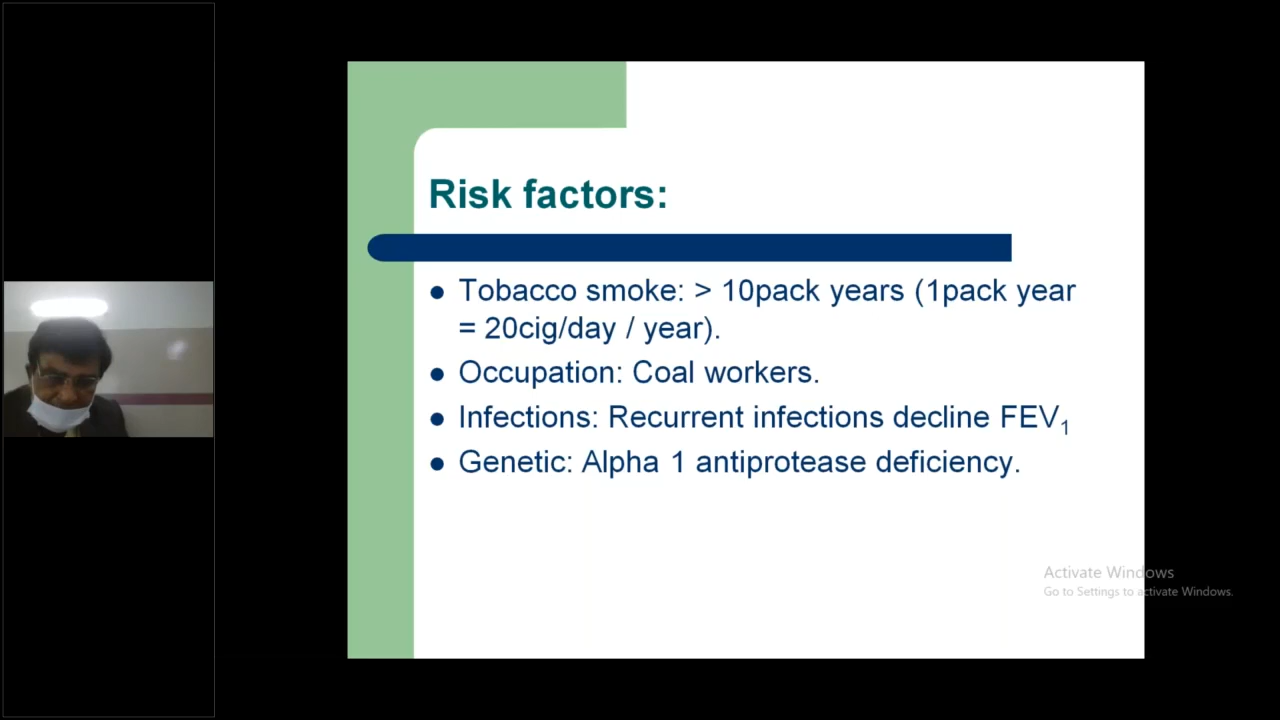 Risk factors:
● Tobacco smoke: > 10pack years (1pack year
= 20cig/day / year).
● Occupation: Coal workers.
● Infections: Recurrent infections decline FEV₁
● Genetic: Alpha 1 antiprotease deficiency.
Activate Windows
Go to Settings to activate Windows.